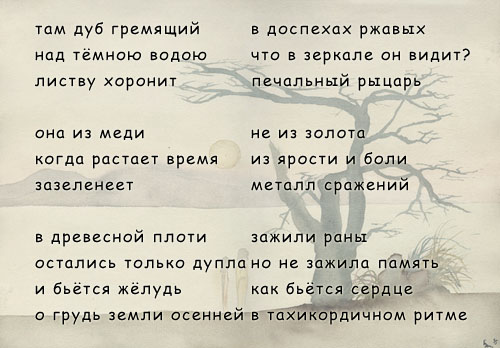 там дуб гремящий
над тёмною водою
листву хоронит
в доспехах ржавых
что в зеркале он видит?
печальный рыцарь
она из меди
когда растает время
зазеленеет
не из золота
из ярости и боли
металл сражений
в древесной плоти
остались только дупла
и бьётся жёлудь
о грудь земли осенней
зажили раны
но не зажила память
как бьётся сердце
в тахикордичном ритме